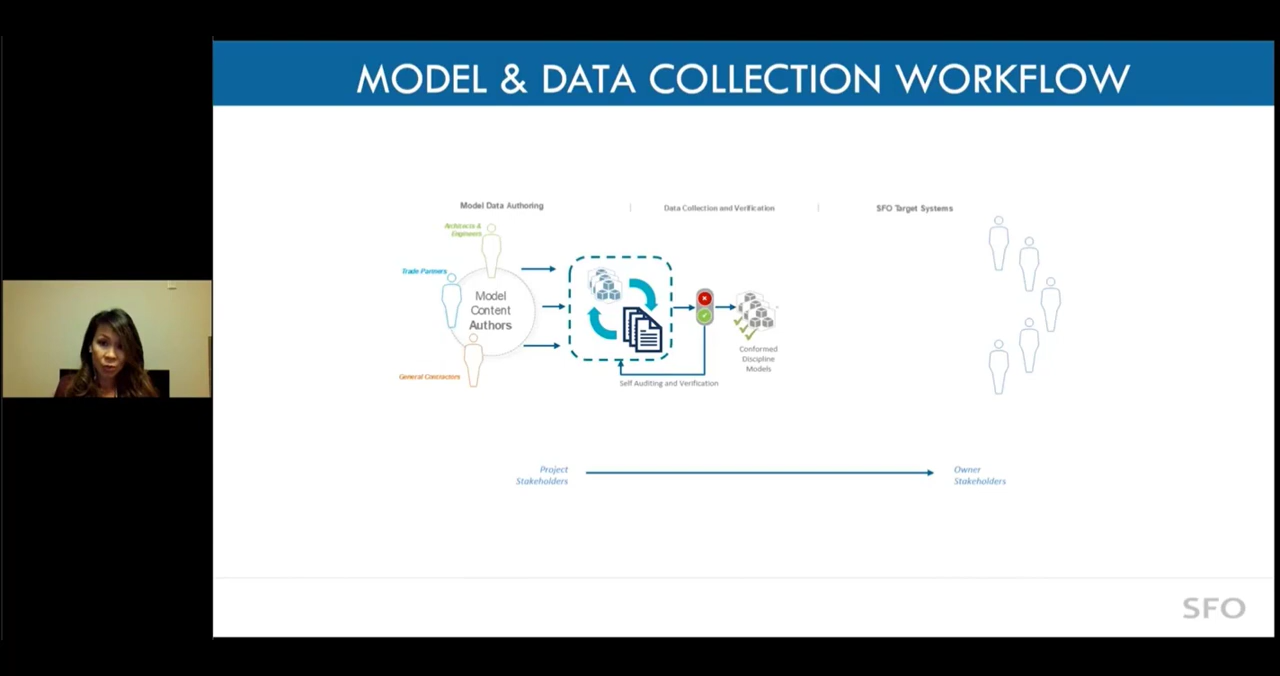 MODEL & DATA COLLECTION WORKFLOW
Model Data Authoring
Data Collection and Verification
SFO Target Systems
Architects &
Engineers
Trade Partners
Model
Content
Authors
General Contractors
Conformed
Discipline
Models
Self Auditing and Verification
Project
Stakeholders
Owner
Stakeholders
SFO